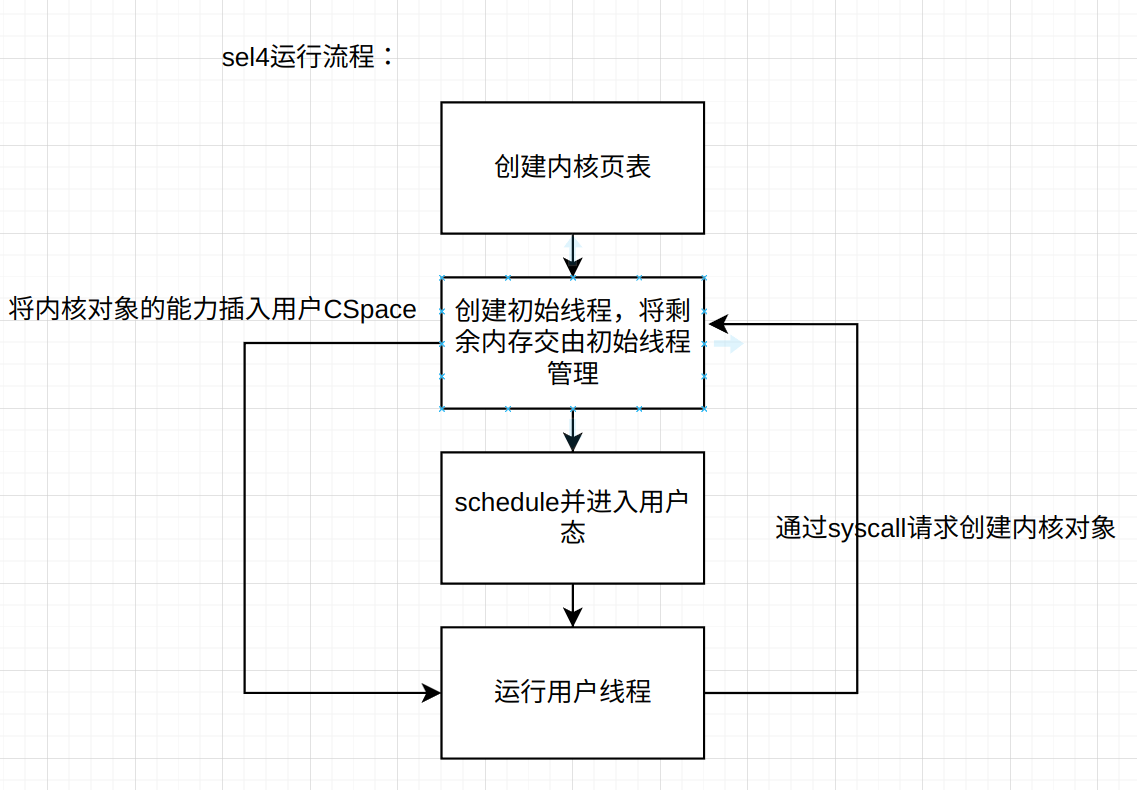 sel4运行流程：
创建内核页表
将内核对象的能力插入用户CSpace
创建初始线程，将剩
余内存交由初始线程
管理
schedule并进入用户
态
通过syscall请求创建内核对象
运行用户线程